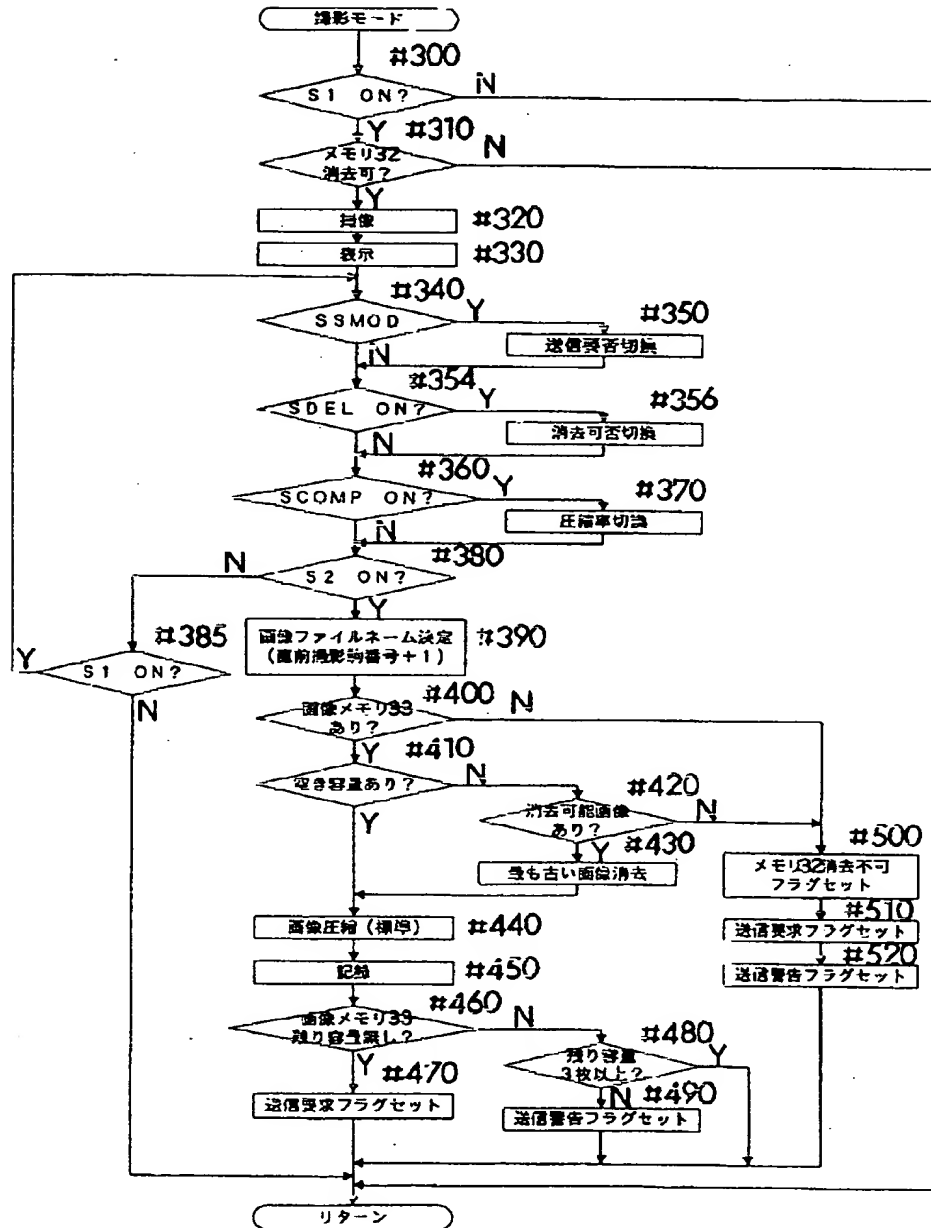 撮影モード
#300
S1 ON?
N
Y
#310
メモリ32
消去可?
N
Y
撮像
#320
表示
#330
#340
SSMOD
Y
#350
送信要否切換
N
#354
SDEL ON?
Y
#356
消去可否切換
N
#360
SCOMP ON?
Y
#370
圧縮率切換
N
#380
S2 ON?
N
Y
#385
S1 ON?
Y
N
画像ファイルネーム決定
(直前撮影駒番号+1)
#390
#400
画像メモリ33
あり?
N
Y
#410
空き容量あり?
N
Y
#420
消去可能画像
あり?
N
Y
#430
最も古い画像消去
#500
メモリ32消去不可
フラグセット
#510
送信要求フラグセット
#520
送信警告フラグセット
画像圧縮(標準)
#440
記録
#450
#460
画像メモリ33
残り容量無し?
N
Y
#470
送信要求フラグセット
#480
残り容量
3枚以上?
Y
N
#490
送信警告フラグセット
リターン